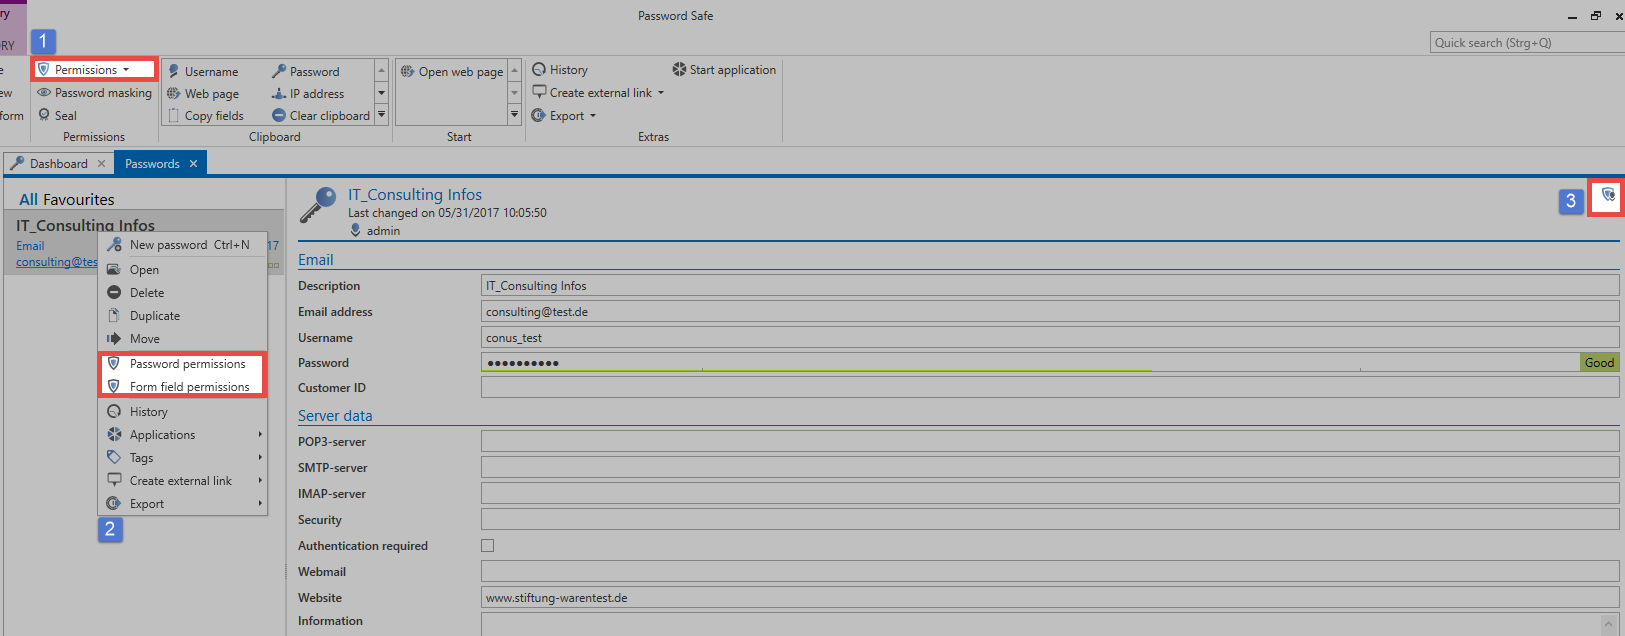 ry
Password Safe
RY
1
Quick search (Strg+Q)
e
Permissions
Username
Password
Open web page
History
Start application
ew
Password masking
Web page
IP address
Create external link
form
Seal
Copy fields
Clear clipboard
Export
Permissions
Clipboard
Start
Extras
Dashboard
Passwords
All Favourites
IT_Consulting Infos
Email
17
consulting@tes
New password Ctrl+N
Open
Delete
Duplicate
Move
Password permissions
Form field permissions
History
Applications
Tags
Create external link
Export
2
IT_Consulting Infos
3
Last changed on 05/31/2017 10:05:50
admin
Email
Description IT_Consulting Infos
Email address consulting@test.de
Username conus_test
Password ●●●●●●●●●● Good
Customer ID
Server data
POP3-server
SMTP-server
IMAP-server
Security
Authentication required
Webmail
Website www.stiftung-warentest.de
Information